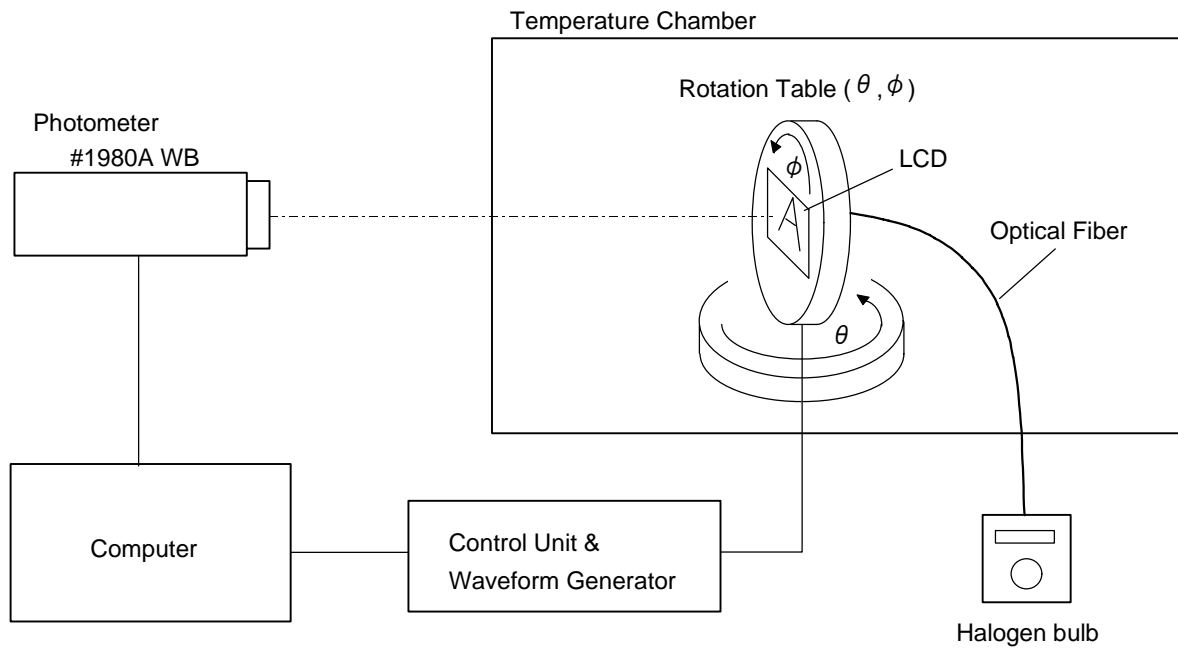 Temperature Chamber
Rotation Table ( θ , ϕ )
Photometer
#1980A WB
LCD
ϕ
A
Optical Fiber
θ
Computer
Control Unit &
Waveform Generator
Halogen bulb